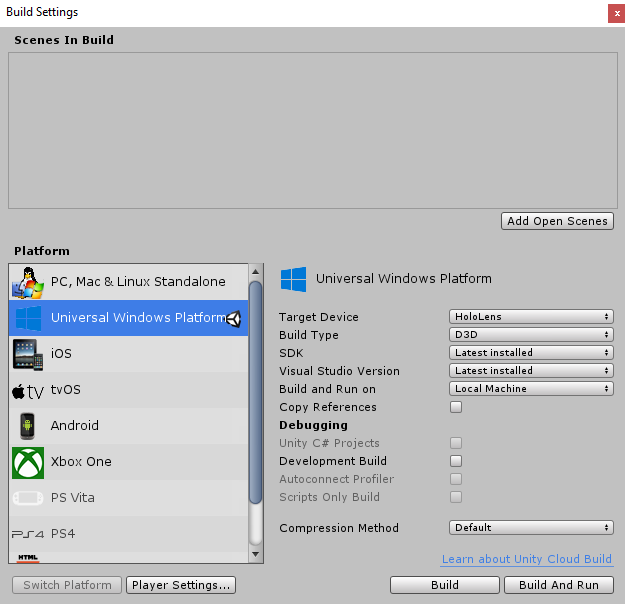 Build Settings
x
Scenes In Build
Add Open Scenes
Platform
PC, Mac & Linux Standalone
Universal Windows Platform
iOS
tv
tvOS
Android
Xbox One
PS Vita
PS4
PS4
HTML
Switch Platform
Player Settings...
Universal Windows Platform
Target Device HoloLens
Build Type D3D
SDK Latest installed
Visual Studio Version Latest installed
Build and Run on Local Machine
Copy References
Debugging
Unity C# Projects
Development Build
Autoconnect Profiler
Scripts Only Build
Compression Method Default
Learn about Unity Cloud Build
Build
Build And Run